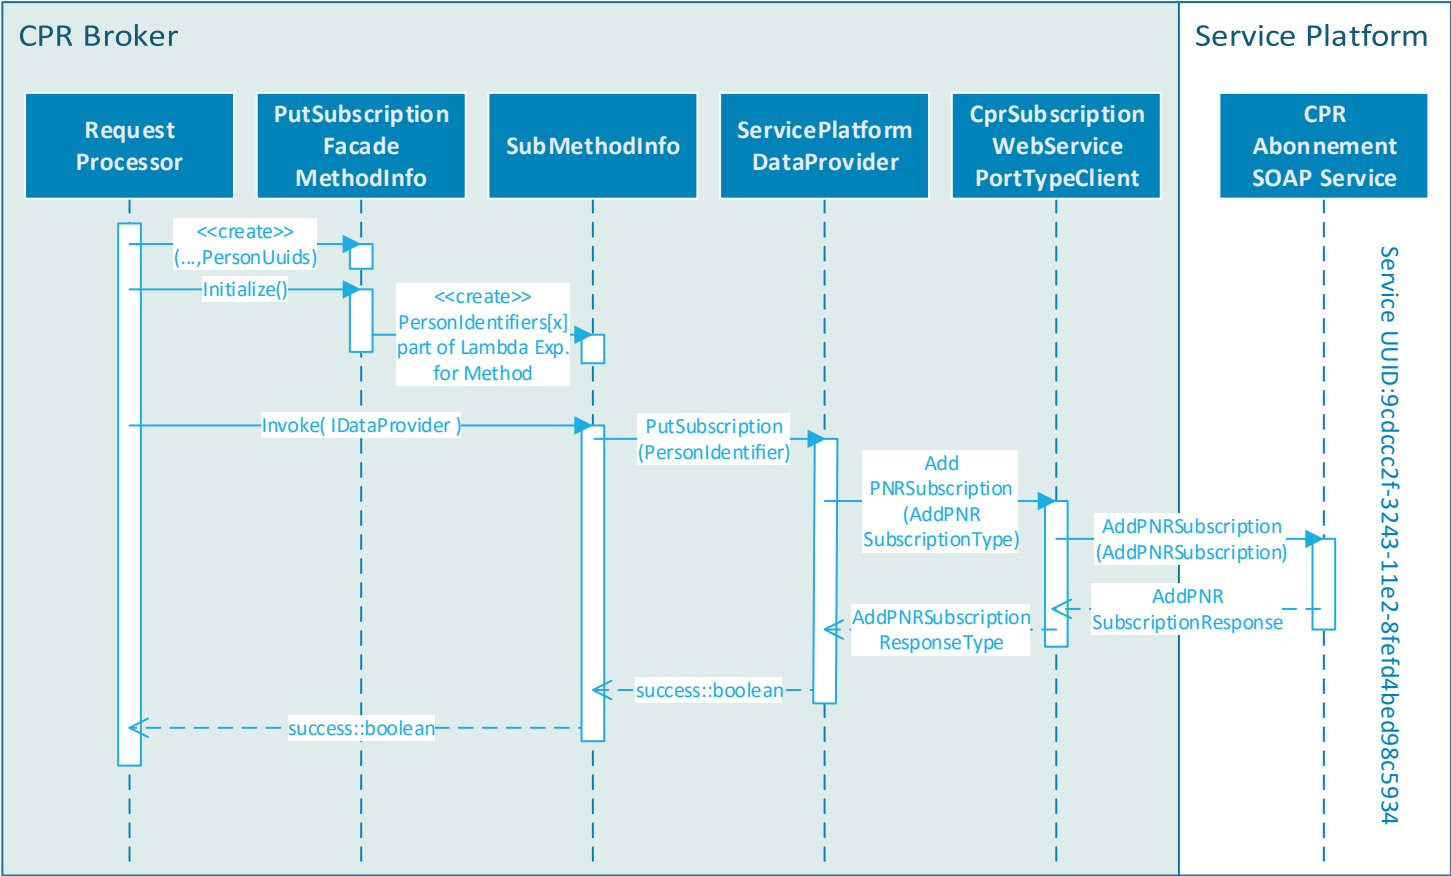 CPR Broker
Service Platform
Request
Processor
PutSubscription
Facade
MethodInfo
SubMethodInfo
ServicePlatform
DataProvider
CprSubscription
WebService
PortTypeClient
CPR
Abonnement
SOAP Service
<<create>>
(...,PersonUuids)
Initialize()
<<create>>
PersonIdentifiers[x]
part of Lambda Exp.
for Method
Invoke( IDataProvider )
PutSubscription
(PersonIdentifier)
Add
PNRSubscription
(AddPNR
SubscriptionType)
AddPNRSubscription
(AddPNRSubscription)
AddPNR
SubscriptionResponse
AddPNRSubscription
ResponseType
success::boolean
success::boolean
Service UUID:9cdccc2f-3243-11e2-8fefd4bed98c5934